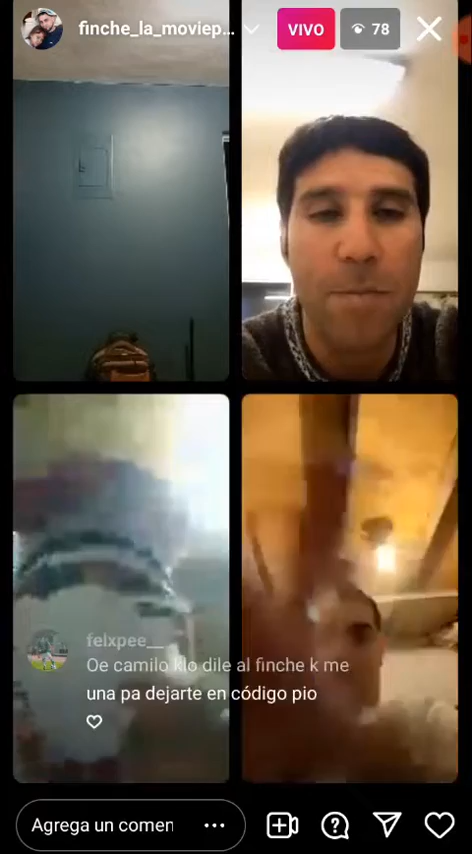 finche_la_moviep...
VIVO
78
felxpee__
Oe camilo klo dile al finche k me
una pa dejarte en código pio
Agrega un comen